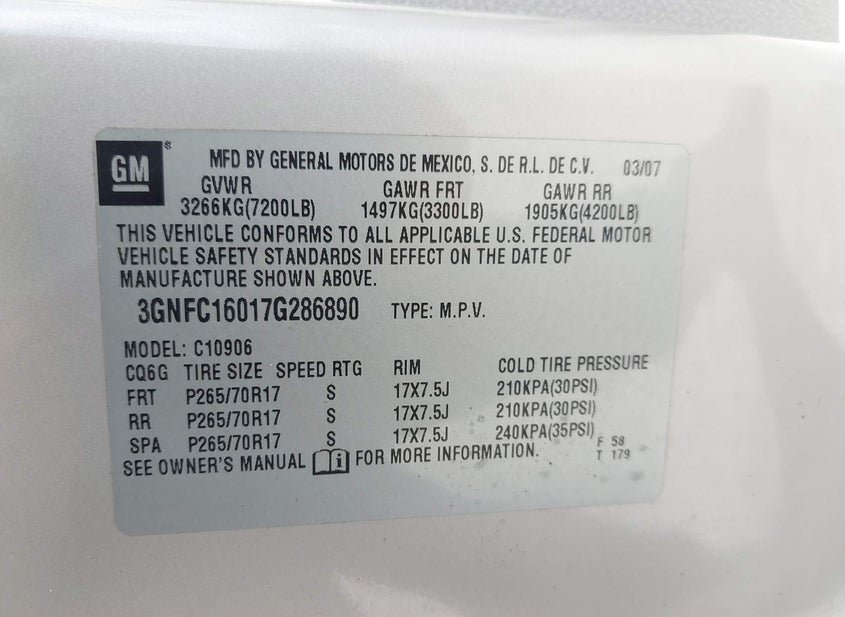 GM MFD BY GENERAL MOTORS DE MEXICO, S. DE R.L. DE C.V. 03/07
GVWR GAWR FRT GAWR RR
3266KG(7200LB) 1497KG(3300LB) 1905KG(4200LB)
THIS VEHICLE CONFORMS TO ALL APPLICABLE U.S. FEDERAL MOTOR
VEHICLE SAFETY STANDARDS IN EFFECT ON THE DATE OF
MANUFACTURE SHOWN ABOVE.
3GNFC16017G286890 TYPE: M.P.V.
MODEL: C10906
CQ6G TIRE SIZE SPEED RTG RIM COLD TIRE PRESSURE
FRT P265/70R17 S 17X7.5J 210KPA(30PSI)
RR P265/70R17 S 17X7.5J 210KPA(30PSI)
SPA P265/70R17 S 17X7.5J 240KPA(35PSI) F 58
SEE OWNER'S MANUAL i FOR MORE INFORMATION. T 179